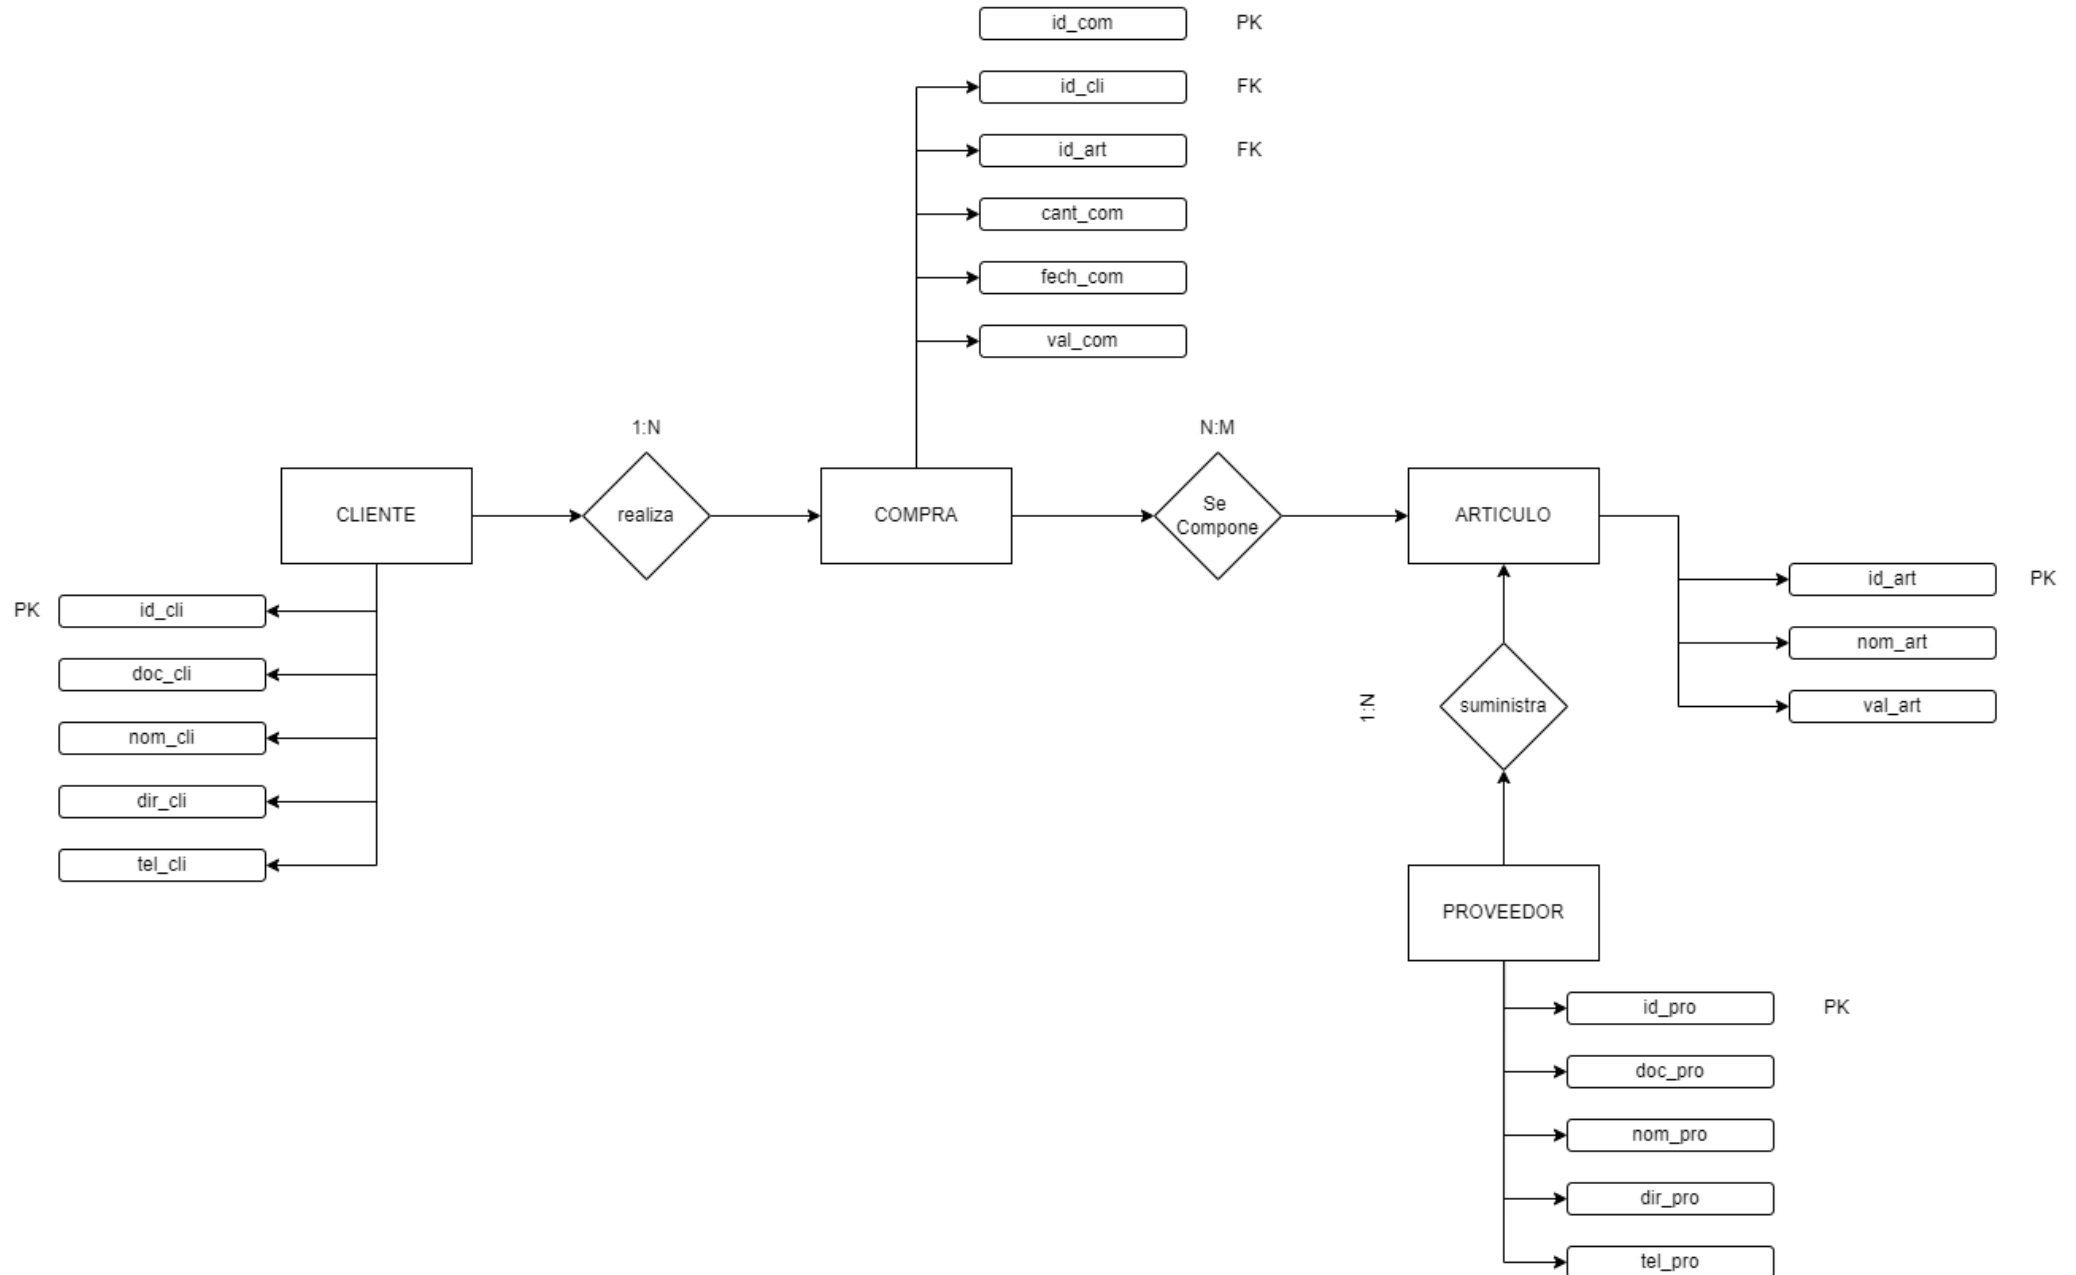 id_com PK
id_cli FK
id_art FK
cant_com
fech_com
val_com
1:N
N:M
CLIENTE
realiza
COMPRA
Se
Compone
ARTICULO
PK id_cli
doc_cli
nom_cli
dir_cli
tel_cli
id_art PK
nom_art
val_art
1:N
suministra
PROVEEDOR
id_pro PK
doc_pro
nom_pro
dir_pro
tel_pro